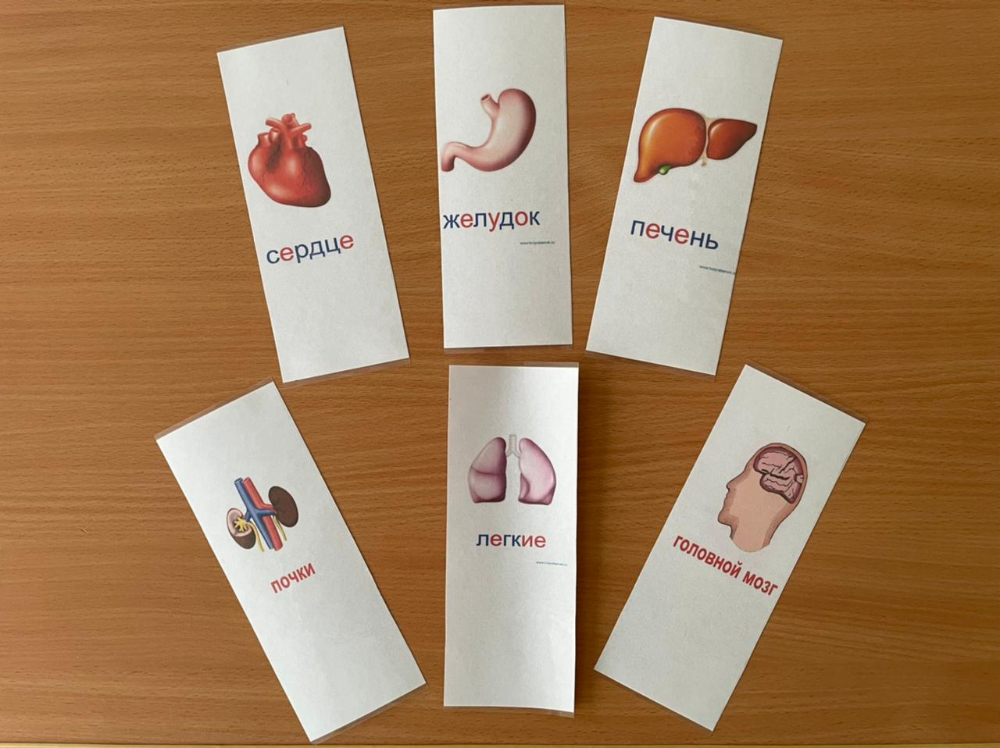 сердце
желудок
печень
почки
легкие
головной мозг